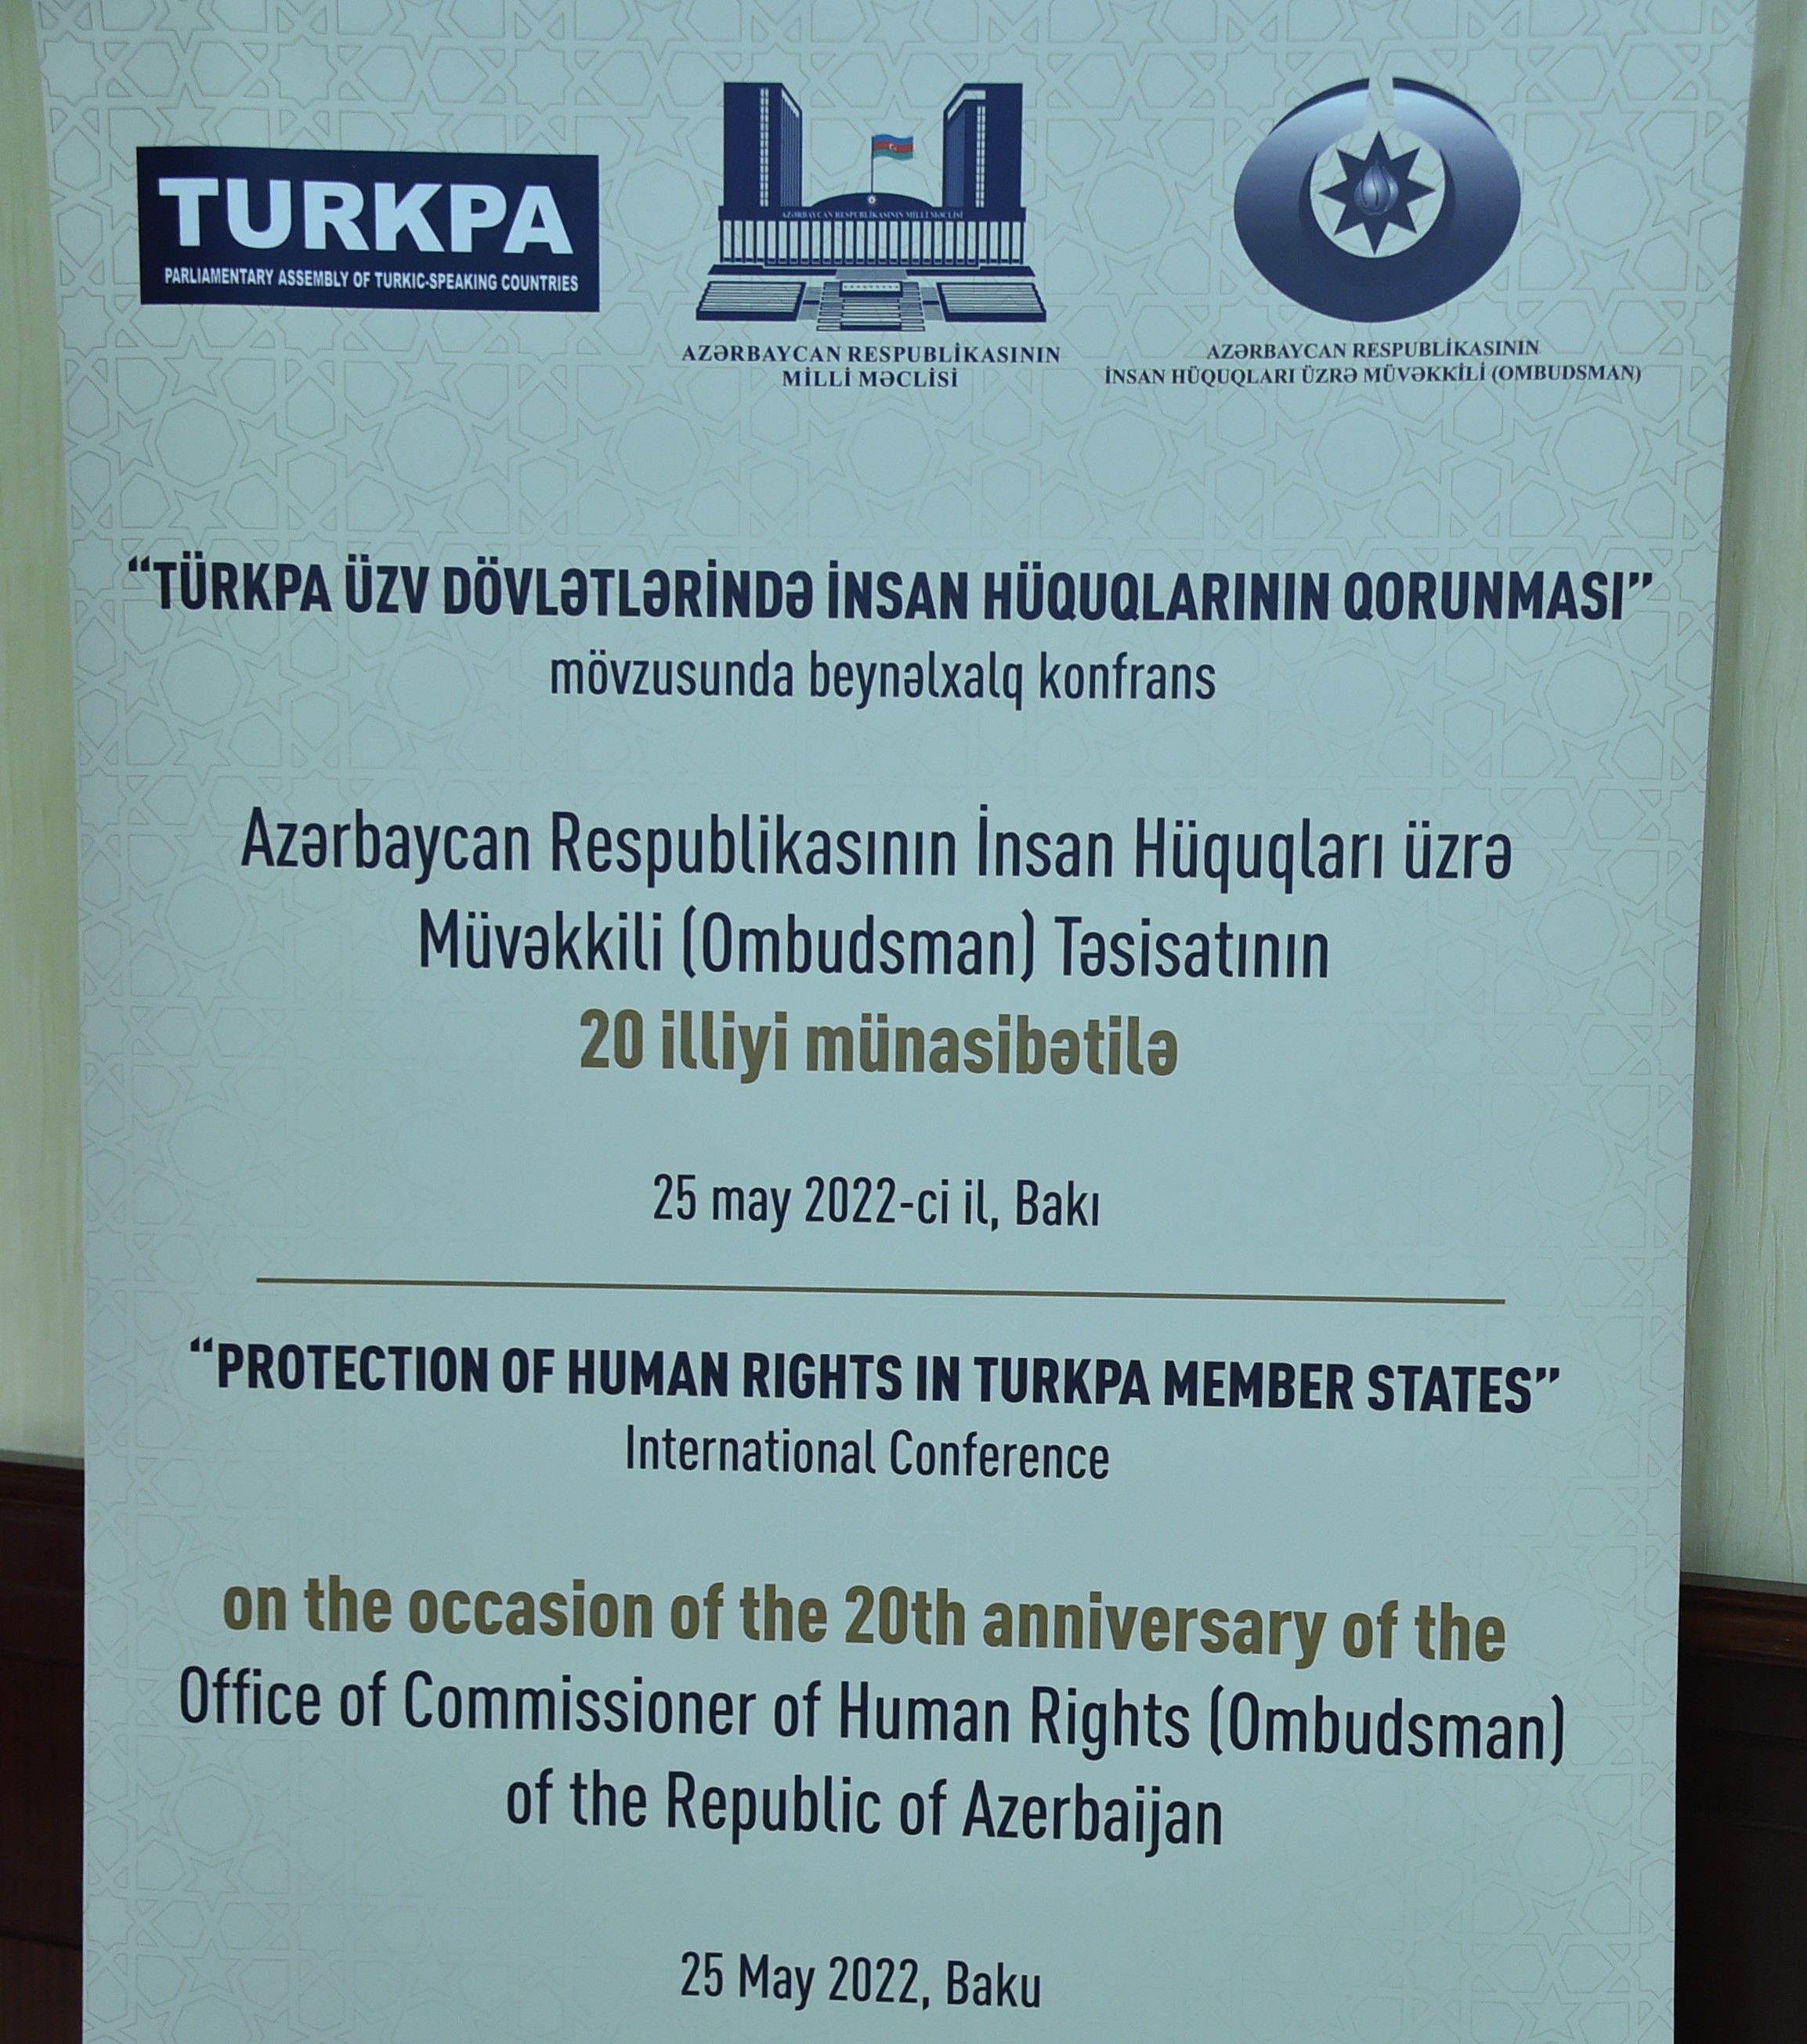 TURKPA
PARLIAMENTARY ASSEMBLY OF TURKIC-SPEAKING COUNTRIES
AZƏRBAYCAN RESPUBLİKASININ MİLLİ MƏCLİSİ
AZƏRBAYCAN RESPUBLİKASININ
MİLLİ MƏCLİSİ
AZƏRBAYCAN RESPUBLİKASININ
İNSAN HÜQUQLARI ÜZRƏ MÜVƏKKİLİ (OMBUDSMAN)
“TÜRKPA ÜZV DÖVLƏTLƏRİNDƏ İNSAN HÜQUQLARININ QORUNMASI”
mövzusunda beynəlxalq konfrans
Azərbaycan Respublikasının İnsan Hüquqları üzrə
Müvəkkili (Ombudsman) Təsisatının
20 illiyi münasibətilə
25 may 2022-ci il, Bakı
“PROTECTION OF HUMAN RIGHTS IN TURKPA MEMBER STATES”
International Conference
on the occasion of the 20th anniversary of the
Office of Commissioner of Human Rights (Ombudsman)
of the Republic of Azerbaijan
25 May 2022, Baku